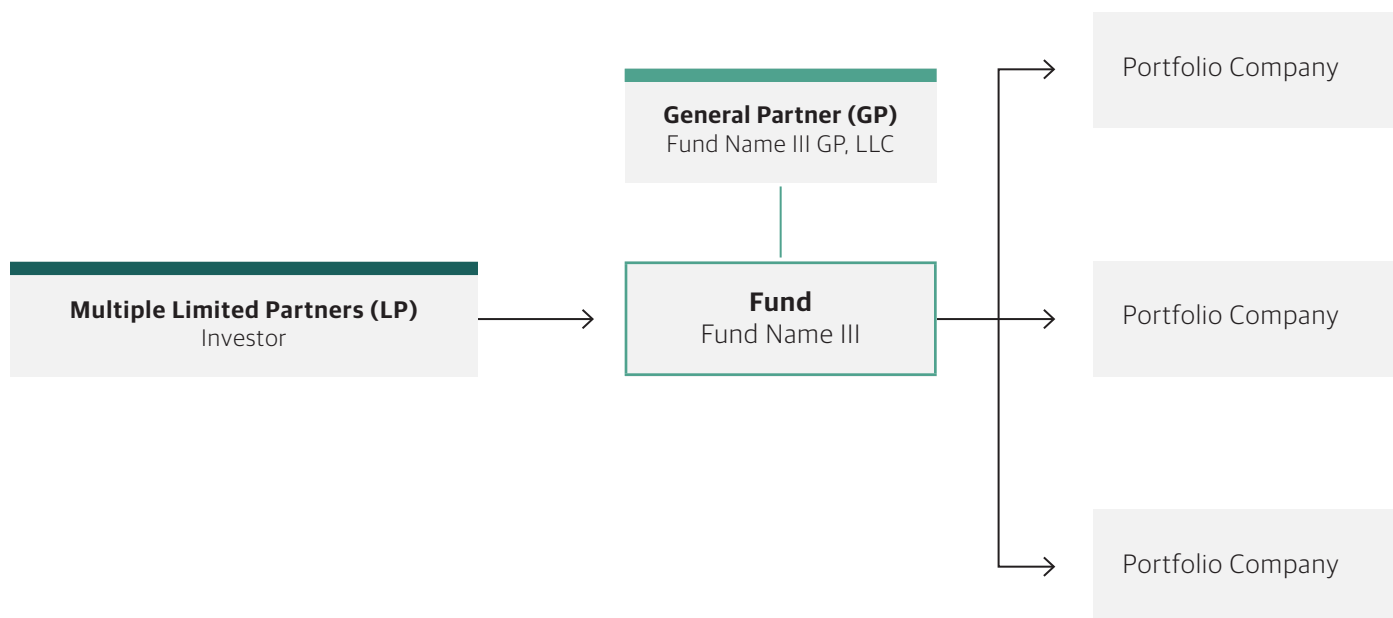 Portfolio Company
General Partner (GP)
Fund Name III GP, LLC
Multiple Limited Partners (LP)
Investor
Fund
Fund Name III
Portfolio Company
Portfolio Company